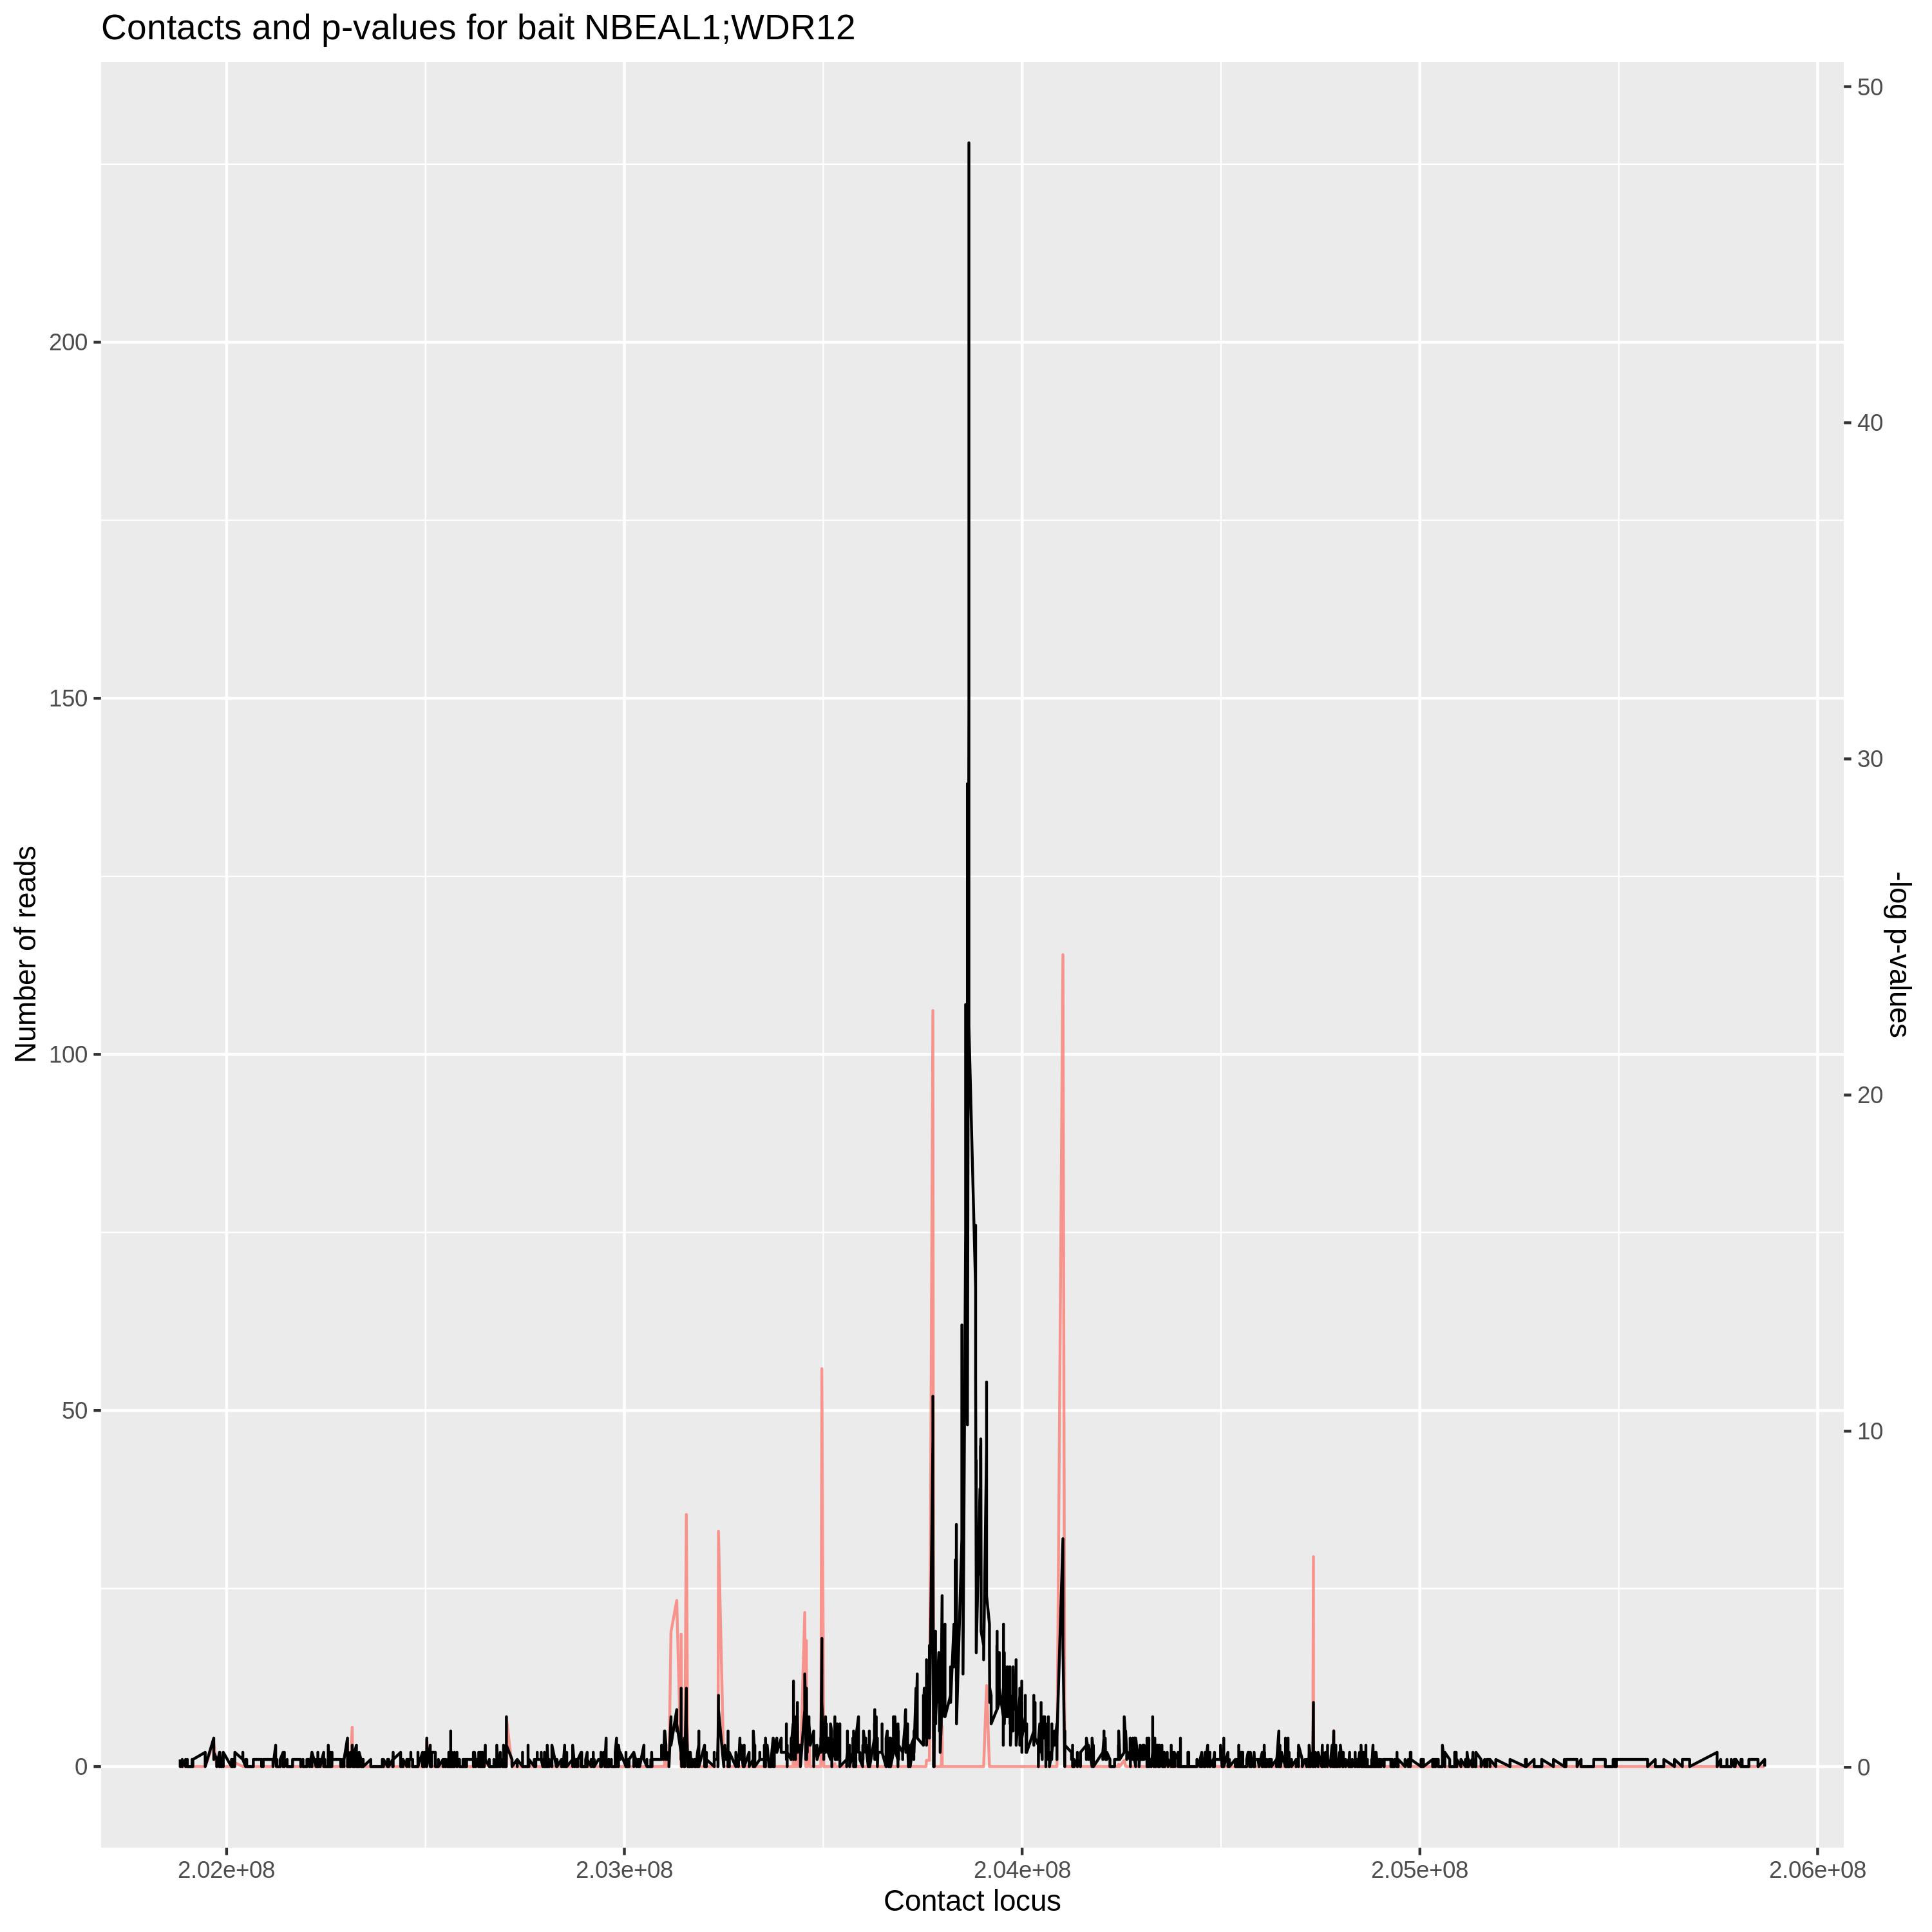 Contacts and p-values for bait NBEAL1;WDR12
Number of reads
200
150
100
50
0
50
40
30
20
10
0
-log p-values
2.02e+08
2.03e+08
2.04e+08
2.05e+08
2.06e+08
Contact locus